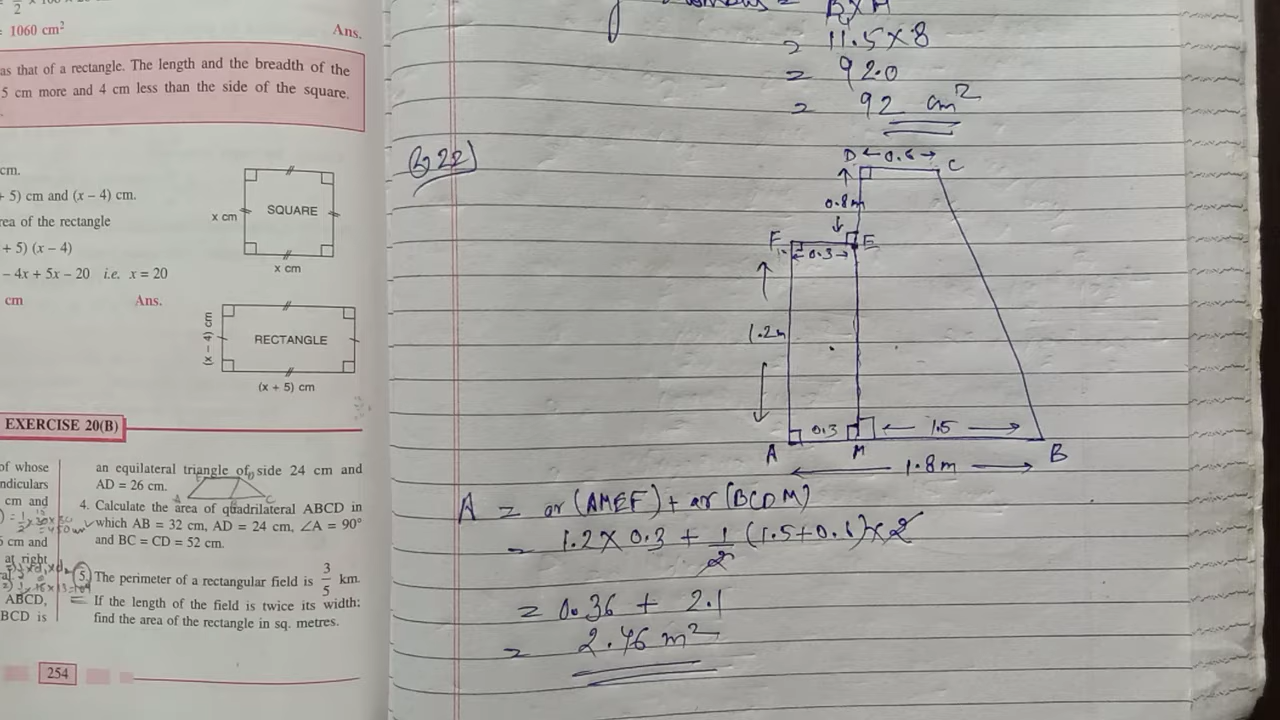 = 1060 cm² Ans.
as that of a rectangle. The length and the breadth of the
5 cm more and 4 cm less than the side of the square.
cm.
+ 5) cm and (x – 4) cm.
rea of the rectangle
+ 5) (x – 4)
– 4x + 5x – 20 i.e. x = 20
cm Ans.
x cm
SQUARE
x cm
(x – 4) cm
RECTANGLE
(x + 5) cm
EXERCISE 20(B)
of whose
ndiculars
cm and
cm and
at right
ABCD,
BCD is
an equilateral triangle of side 24 cm and
AD = 26 cm.
4. Calculate the area of quadrilateral ABCD in
which AB = 32 cm, AD = 24 cm, ∠A = 90°
and BC = CD = 52 cm.
5. The perimeter of a rectangular field is 3/5 km.
If the length of the field is twice its width;
find the area of the rectangle in sq. metres.
254
= 11.5 × 8
= 92.0
= 92 cm²
Q 22)
D ← 0.6 → C
0.8m
F E
← 0.3 →
1.2m
0.3 ← 1.5 →
A M B
← 1.8m →
A = ar (AMEF) + ar (BCDM)
= 1.2 × 0.3 + 1/2 (1.5 + 0.6) × 2
= 0.36 + 2.1
= 2.46 m²